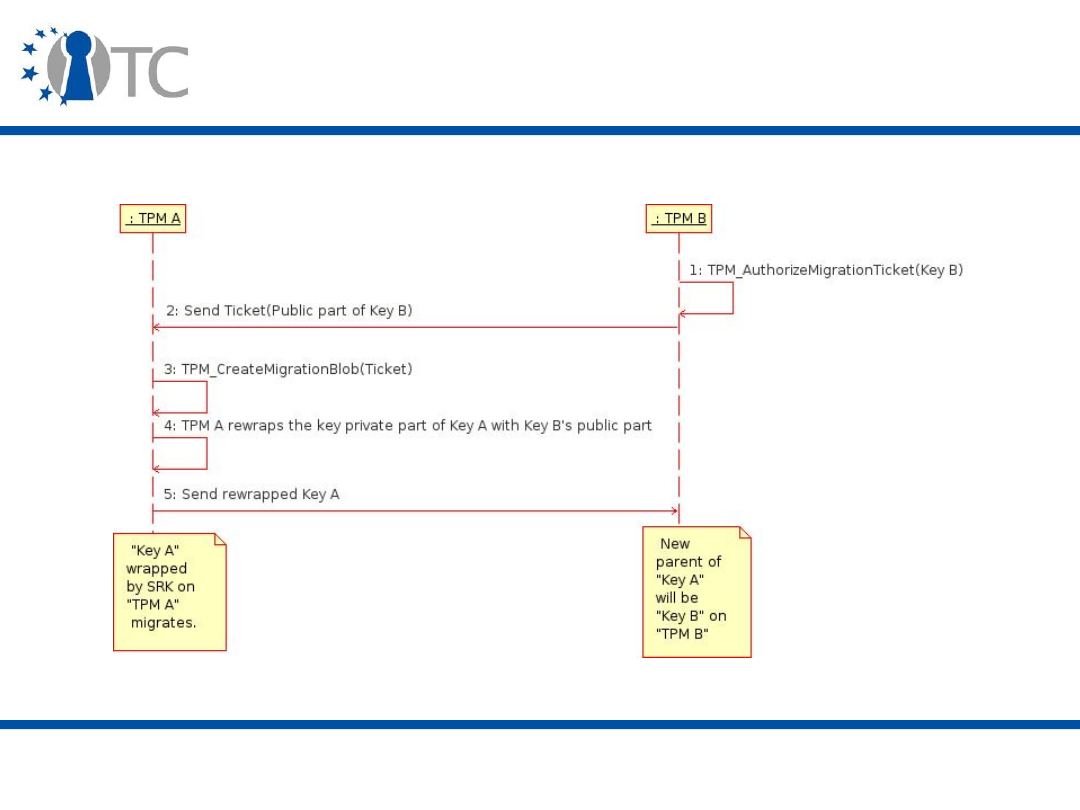 TC
: TPM A
: TPM B
1: TPM_AuthorizeMigrationTicket(Key B)
2: Send Ticket(Public part of Key B)
3: TPM_CreateMigrationBlob(Ticket)
4: TPM A rewraps the key private part of Key A with Key B's public part
5: Send rewrapped Key A
"Key A"
wrapped
by SRK on
"TPM A"
migrates.
New
parent of
"Key A"
will be
"Key B" on
"TPM B"